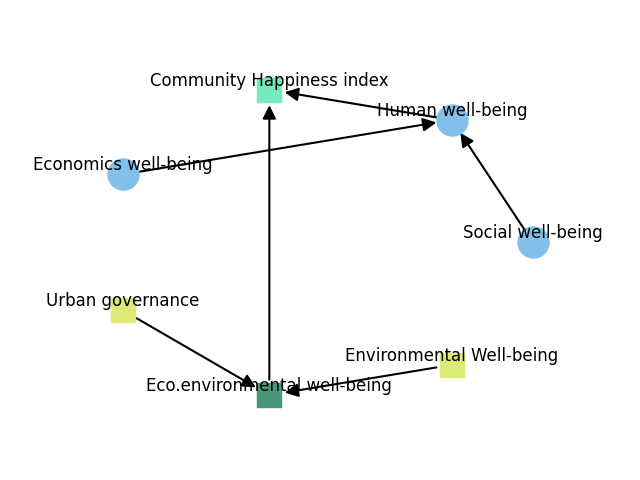 Community Happiness index
Human well-being
Economics well-being
Social well-being
Urban governance
Environmental Well-being
Eco.environmental well-being